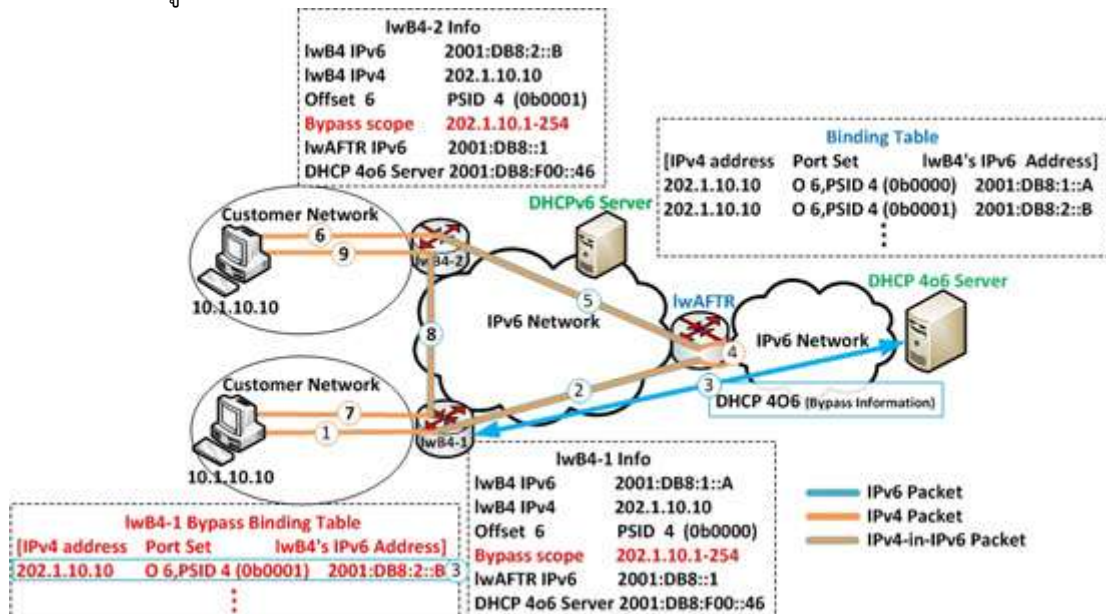 lwB4-2 Info
lwB4 IPv6 2001:DB8:2::B
lwB4 IPv4 202.1.10.10
Offset 6 PSID 4 (0b0001)
Bypass scope 202.1.10.1-254
lwAFTR IPv6 2001:DB8::1
DHCP 4o6 Server 2001:DB8:F00::46
Binding Table
[IPv4 address Port Set lwB4's IPv6 Address]
202.1.10.10 O 6,PSID 4 (0b0000) 2001:DB8:1::A
202.1.10.10 O 6,PSID 4 (0b0001) 2001:DB8:2::B
DHCPv6 Server
Customer Network
6
9
lwB4-2
10.1.10.10
DHCP 4o6 Server
5
lwAFTR
IPv6 Network
4
IPv6 Network
8
Customer Network
2
3
DHCP 4O6 (Bypass Information)
7
1
lwB4-1
10.1.10.10
lwB4-1 Info
lwB4 IPv6 2001:DB8:1::A
lwB4 IPv4 202.1.10.10
Offset 6 PSID 4 (0b0000)
Bypass scope 202.1.10.1-254
lwAFTR IPv6 2001:DB8::1
DHCP 4o6 Server 2001:DB8:F00::46
lwB4-1 Bypass Binding Table
[IPv4 address Port Set lwB4's IPv6 Address]
202.1.10.10 O 6,PSID 4 (0b0001) 2001:DB8:2::B 3
IPv6 Packet
IPv4 Packet
IPv4-in-IPv6 Packet